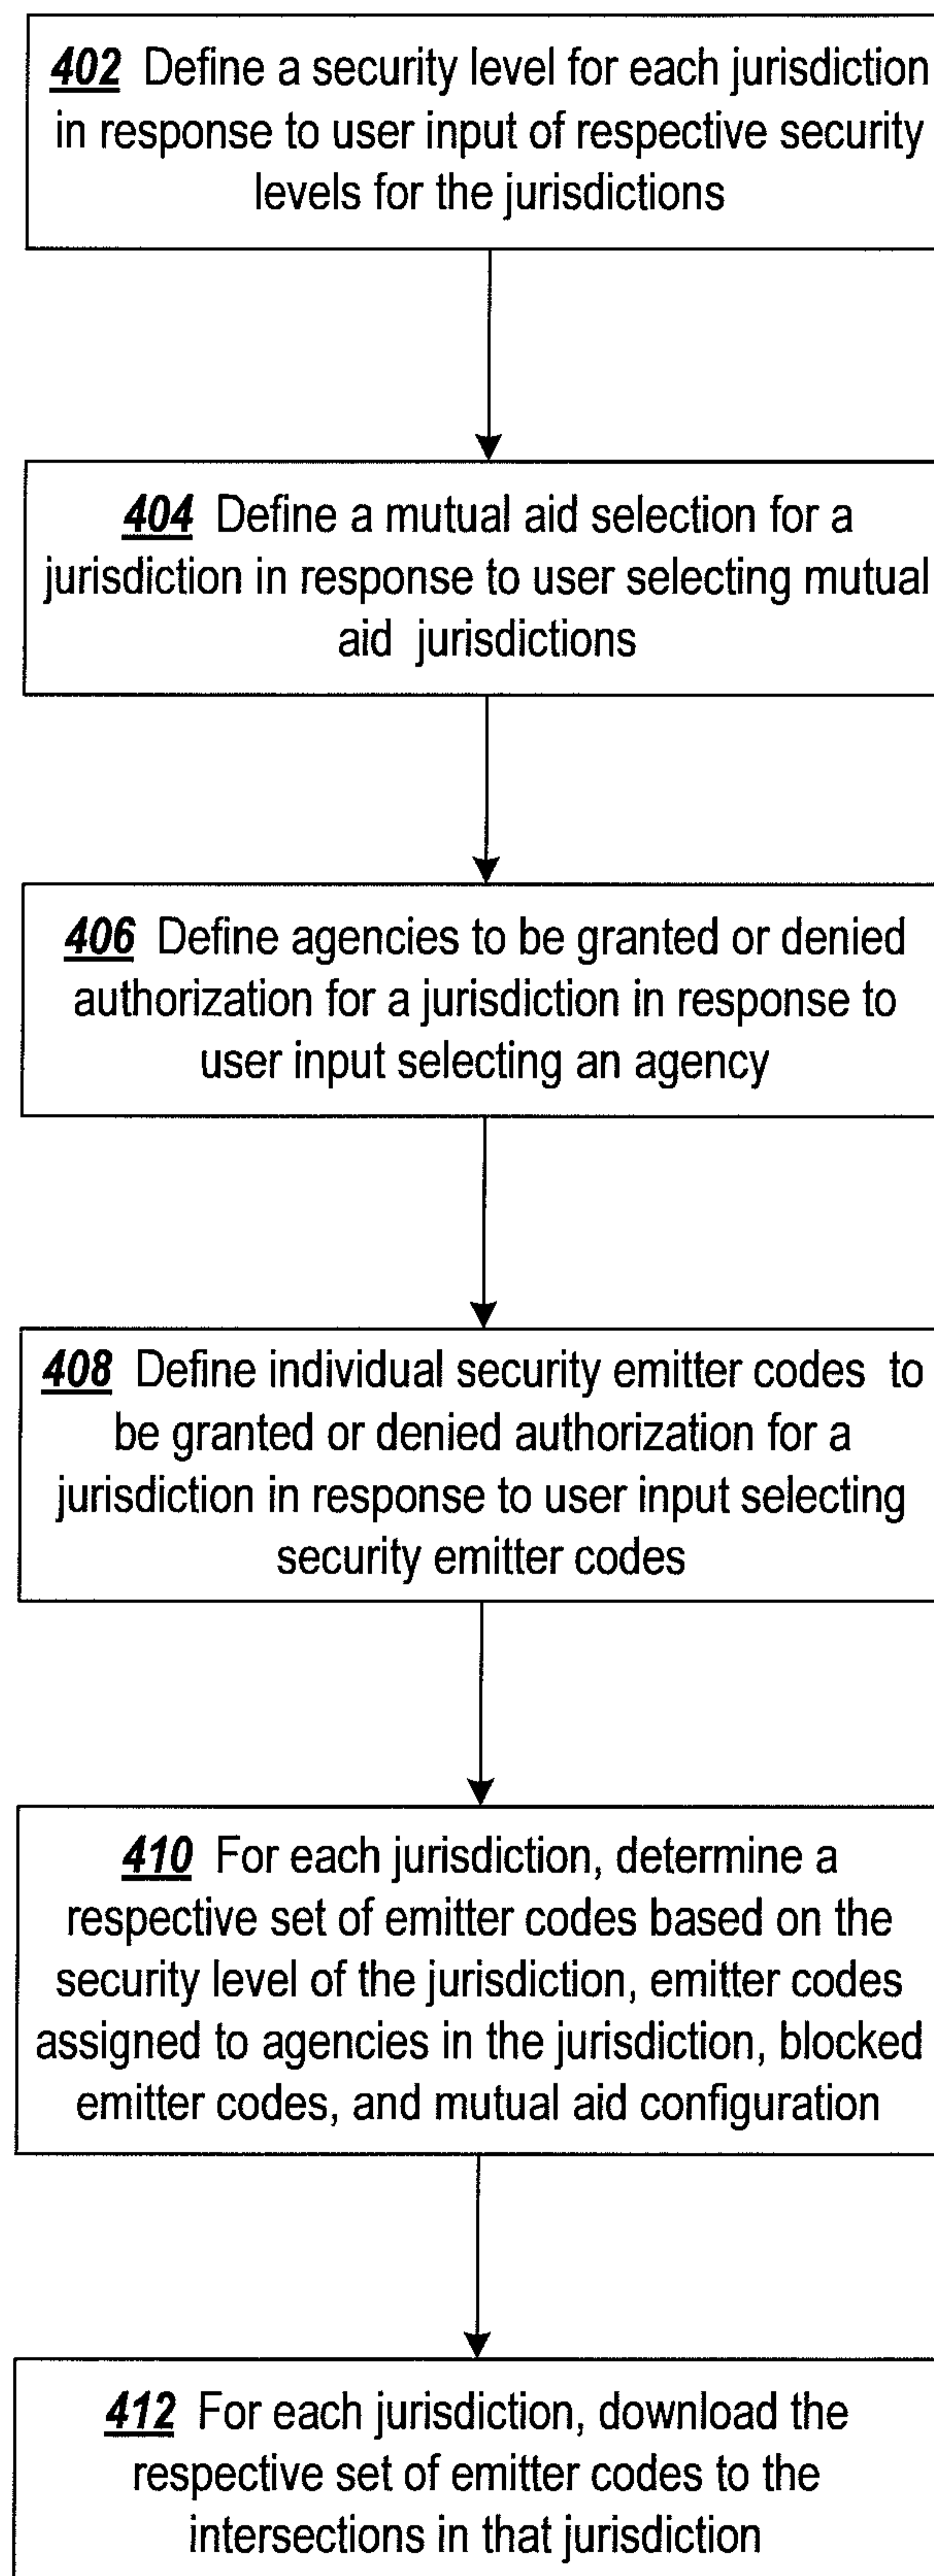 402 Define a security level for each jurisdiction
in response to user input of respective security
levels for the jurisdictions
404 Define a mutual aid selection for a
jurisdiction in response to user selecting mutual
aid jurisdictions
406 Define agencies to be granted or denied
authorization for a jurisdiction in response to
user input selecting an agency
408 Define individual security emitter codes to
be granted or denied authorization for a
jurisdiction in response to user input selecting
security emitter codes
410 For each jurisdiction, determine a
respective set of emitter codes based on the
security level of the jurisdiction, emitter codes
assigned to agencies in the jurisdiction, blocked
emitter codes, and mutual aid configuration
412 For each jurisdiction, download the
respective set of emitter codes to the
intersections in that jurisdiction